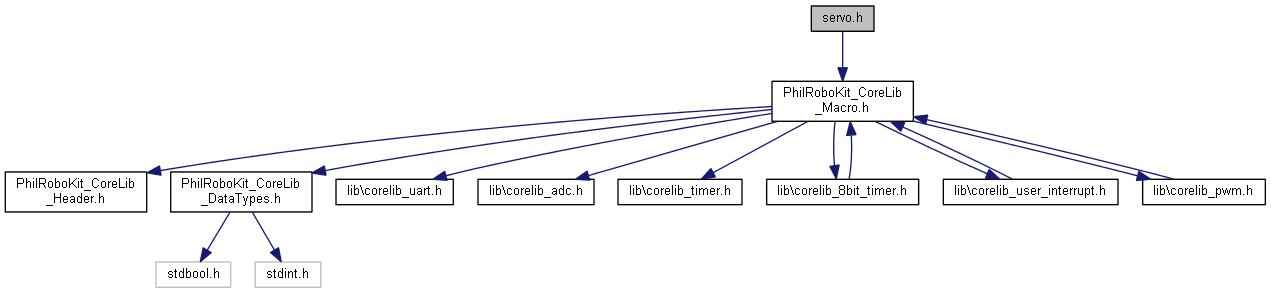 servo.h
PhilRoboKit_CoreLib
_Macro.h
PhilRoboKit_CoreLib
_Header.h
PhilRoboKit_CoreLib
_DataTypes.h
lib\corelib_uart.h
lib\corelib_adc.h
lib\corelib_timer.h
lib\corelib_8bit_timer.h
lib\corelib_user_interrupt.h
lib\corelib_pwm.h
stdbool.h
stdint.h